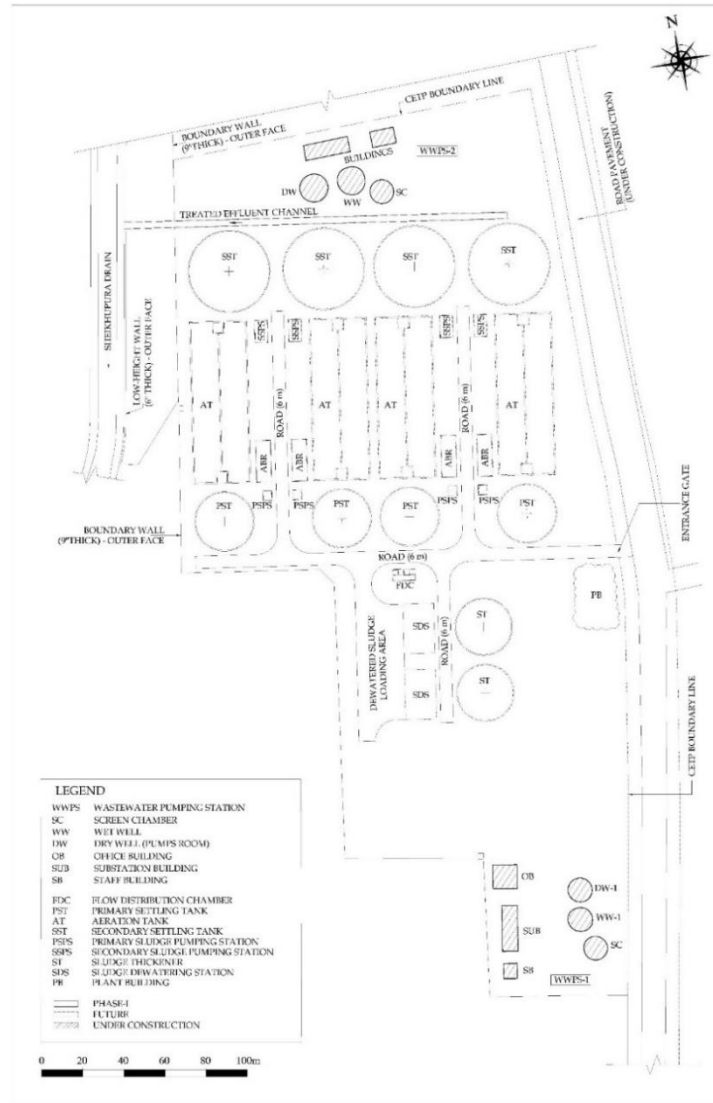 N
CETP BOUNDARY LINE
BOUNDARY WALL
(9"THICK) - OUTER FACE
BUILDINGS
WWPS-2
ROAD PAVEMENT
(UNDER CONSTRUCTION)
DW
WW
SC
TREATED EFFLUENT CHANNEL
SST
SST
SST
SST
SHEIKHUPURA DRAIN
LOW-HEIGHT WALL
(6" THICK) - OUTER FACE
SSPS
SSPS
SSPS
SSPS
AT
ROAD (6 m)
AT
AT
ROAD (6 m)
AT
ABR
ABR
ABR
ABR
PST
PSPS
PSPS
PST
PST
PSPS
PSPS
PST
BOUNDARY WALL
(9"THICK) - OUTER FACE
ENTRANCE GATE
ROAD (6 m)
FDC
PB
DEWATERED SLUDGE
LOADING AREA
SDS
ROAD (6 m)
ST
SDS
ST
CETP BOUNDARY LINE
LEGEND
WWPS WASTEWATER PUMPING STATION
SC SCREEN CHAMBER
WW WET WELL
DW DRY WELL (PUMPS ROOM)
OB OFFICE BUILDING
SUB SUBSTATION BUILDING
SB STAFF BUILDING
FDC FLOW DISTRIBUTION CHAMBER
PST PRIMARY SETTLING TANK
AT AERATION TANK
SST SECONDARY SETTLING TANK
PSPS PRIMARY SLUDGE PUMPING STATION
SSPS SECONDARY SLUDGE PUMPING STATION
ST SLUDGE THICKENER
SDS SLUDGE DEWATERING STATION
PB PLANT BUILDING
PHASE-I
FUTURE
UNDER CONSTRUCTION
OB
DW-1
WW-1
SUB
SC
SB
WWPS-1
0 20 40 60 80 100m